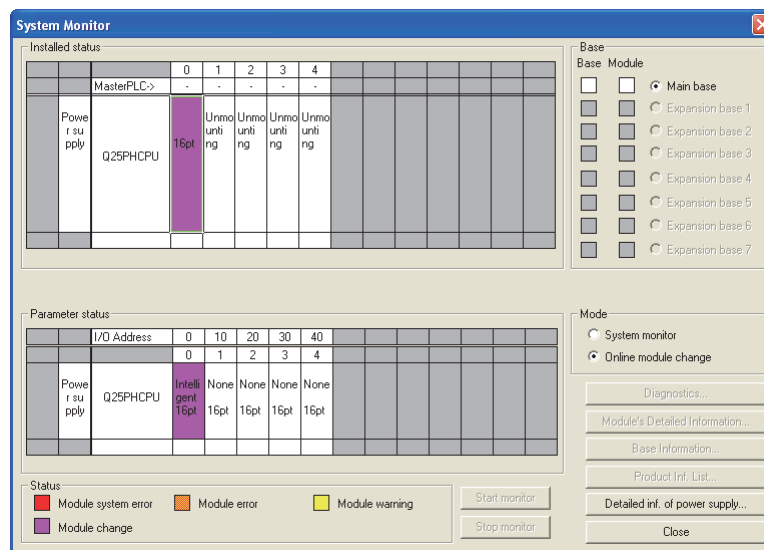 System Monitor
Installed status
0 1 2 3 4
MasterPLC-> - - - - -
Powe
r su
pply
Q25PHCPU
16pt
Unmo
unti
ng
Unmo
unti
ng
Unmo
unti
ng
Unmo
unti
ng
Base
Base Module
Main base
Expansion base 1
Expansion base 2
Expansion base 3
Expansion base 4
Expansion base 5
Expansion base 6
Expansion base 7
Parameter status
I/O Address 0 10 20 30 40
0 1 2 3 4
Powe
r su
pply
Q25PHCPU
Intelli
gent
16pt
None
16pt
None
16pt
None
16pt
None
16pt
Mode
System monitor
Online module change
Diagnostics...
Module's Detailed Information...
Base Information...
Product Inf. List...
Detailed inf. of power supply...
Close
Status
Module system error
Module error
Module warning
Module change
Start monitor
Stop monitor